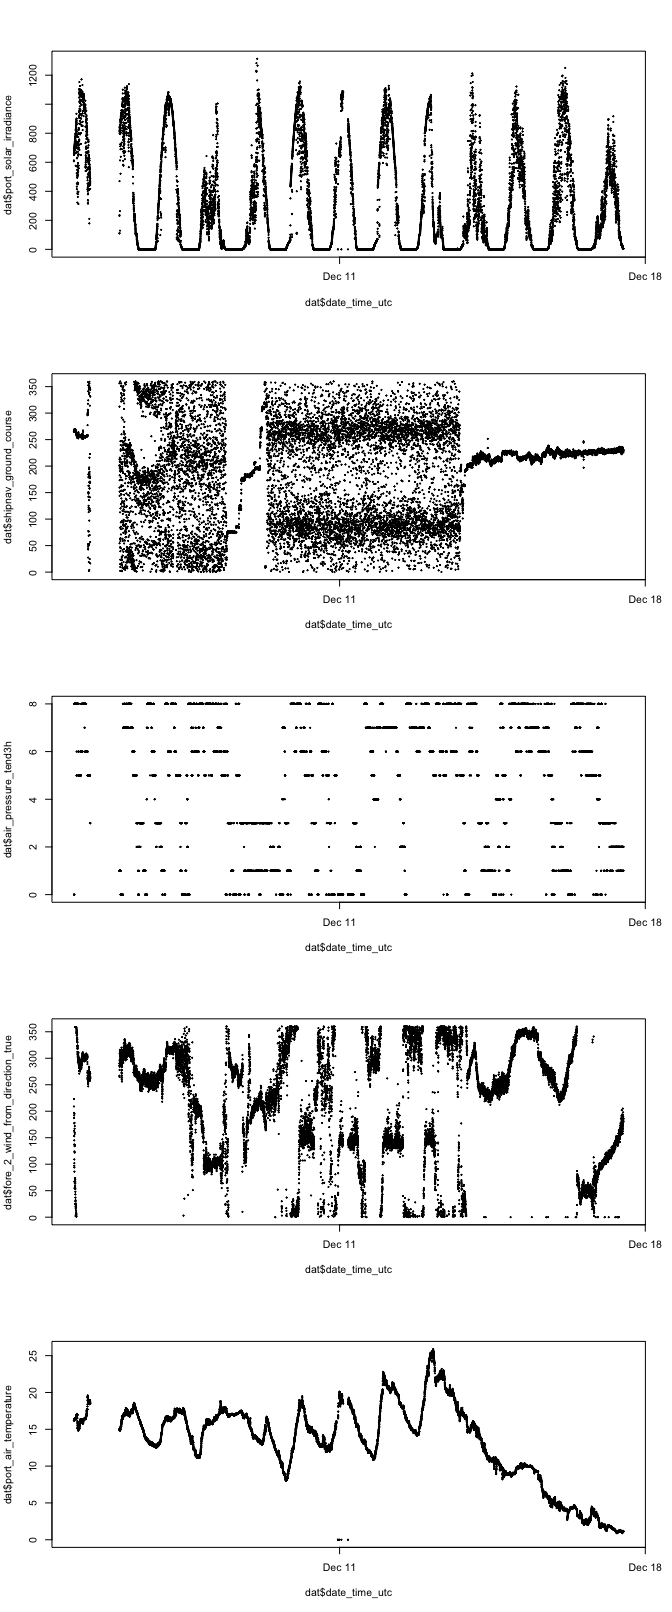 dat$port_solar_irradiance
0 200 400 600 800 1200
Dec 11 Dec 18
dat$date_time_utc
dat$shipnav_ground_course
0 50 100 150 200 250 300 350
Dec 11 Dec 18
dat$date_time_utc
dat$air_pressure_tend3h
0 2 4 6 8
Dec 11 Dec 18
dat$date_time_utc
dat$fore_2_wind_from_direction_true
0 50 100 150 200 250 300 350
Dec 11 Dec 18
dat$date_time_utc
dat$port_air_temperature
0 5 10 15 20 25
Dec 11 Dec 18
dat$date_time_utc